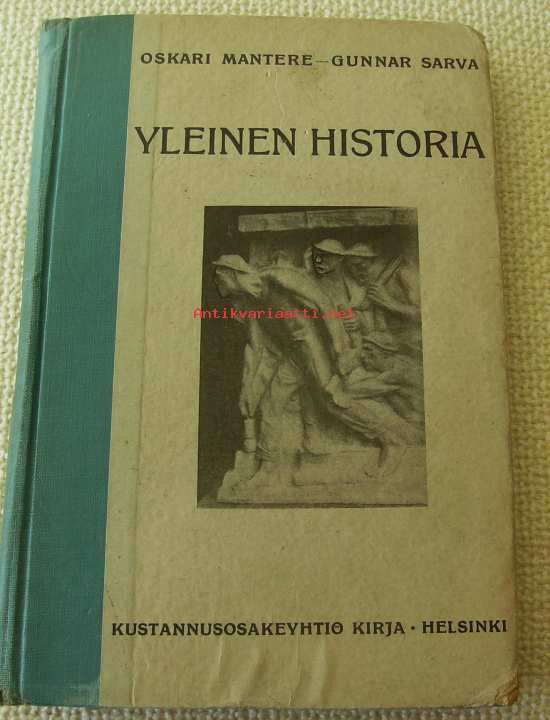 OSKARI MANTERE—GUNNAR SARVA
YLEINEN HISTORIA
Antikvariaatti.net
KUSTANNUSOSAKEYHTIÖ KIRJA · HELSINKI